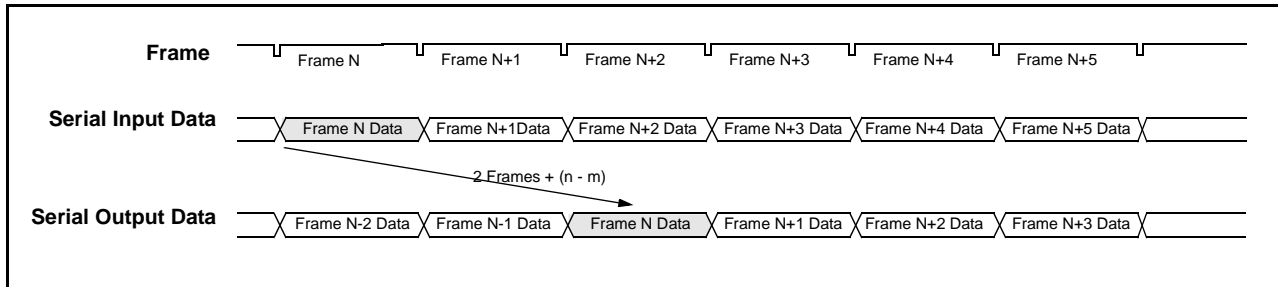 Frame
Frame N Frame N+1 Frame N+2 Frame N+3 Frame N+4 Frame N+5
Serial Input Data
Frame N Data Frame N+1Data Frame N+2 Data Frame N+3 Data Frame N+4 Data Frame N+5 Data
2 Frames + (n - m)
Serial Output Data
Frame N-2 Data Frame N-1 Data Frame N Data Frame N+1 Data Frame N+2 Data Frame N+3 Data